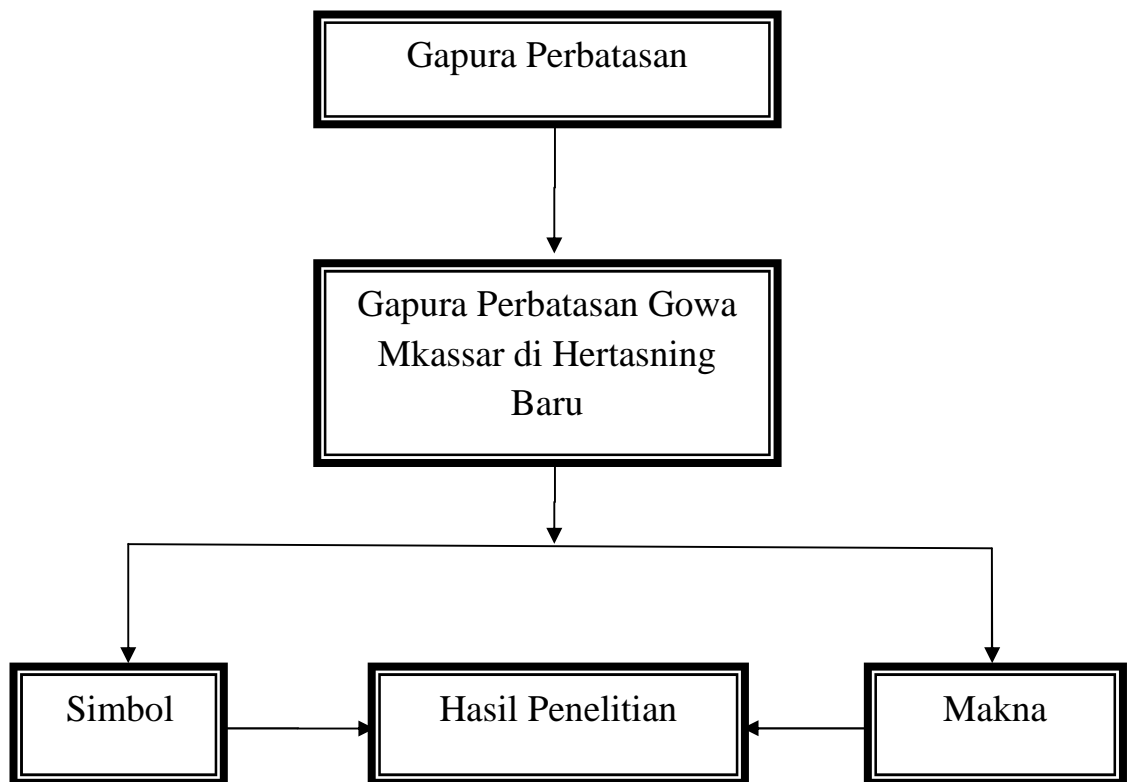 Gapura Perbatasan
Gapura Perbatasan Gowa
Mkassar di Hertasning
Baru
Simbol
Hasil Penelitian
Makna